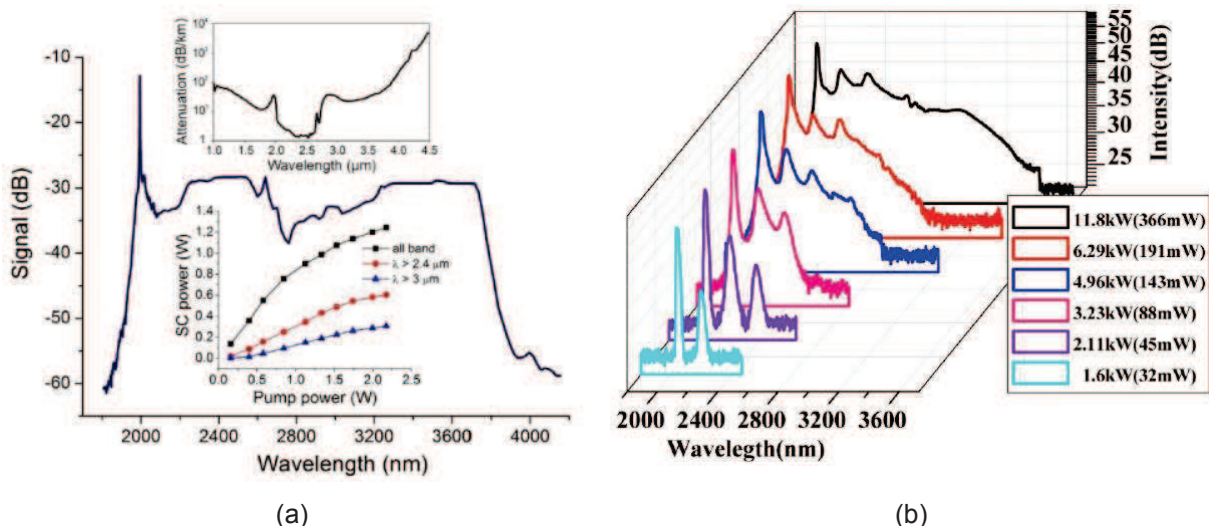 Attenuation (dB/km)
10⁴
10³
10²
10¹
1
1.0 1.5 2.0 2.5 3.0 3.5 4.0 4.5
Wavelength (µm)
Signal (dB)
-10
-20
-30
-40
-50
-60
SC power (W)
1.4
1.2
1.0
0.8
0.6
0.4
0.2
0.0
all band
λ > 2.4 µm
λ > 3 µm
0.0 0.5 1.0 1.5 2.0 2.5
Pump power (W)
2000 2400 2800 3200 3600 4000
Wavelength (nm)
(a)
55
50
45
40
35
30
25
Intensity(dB)
11.8kW(366mW)
6.29kW(191mW)
4.96kW(143mW)
3.23kW(88mW)
2.11kW(45mW)
1.6kW(32mW)
2000 2400 2800 3200 3600
Wavelegth(nm)
(b)